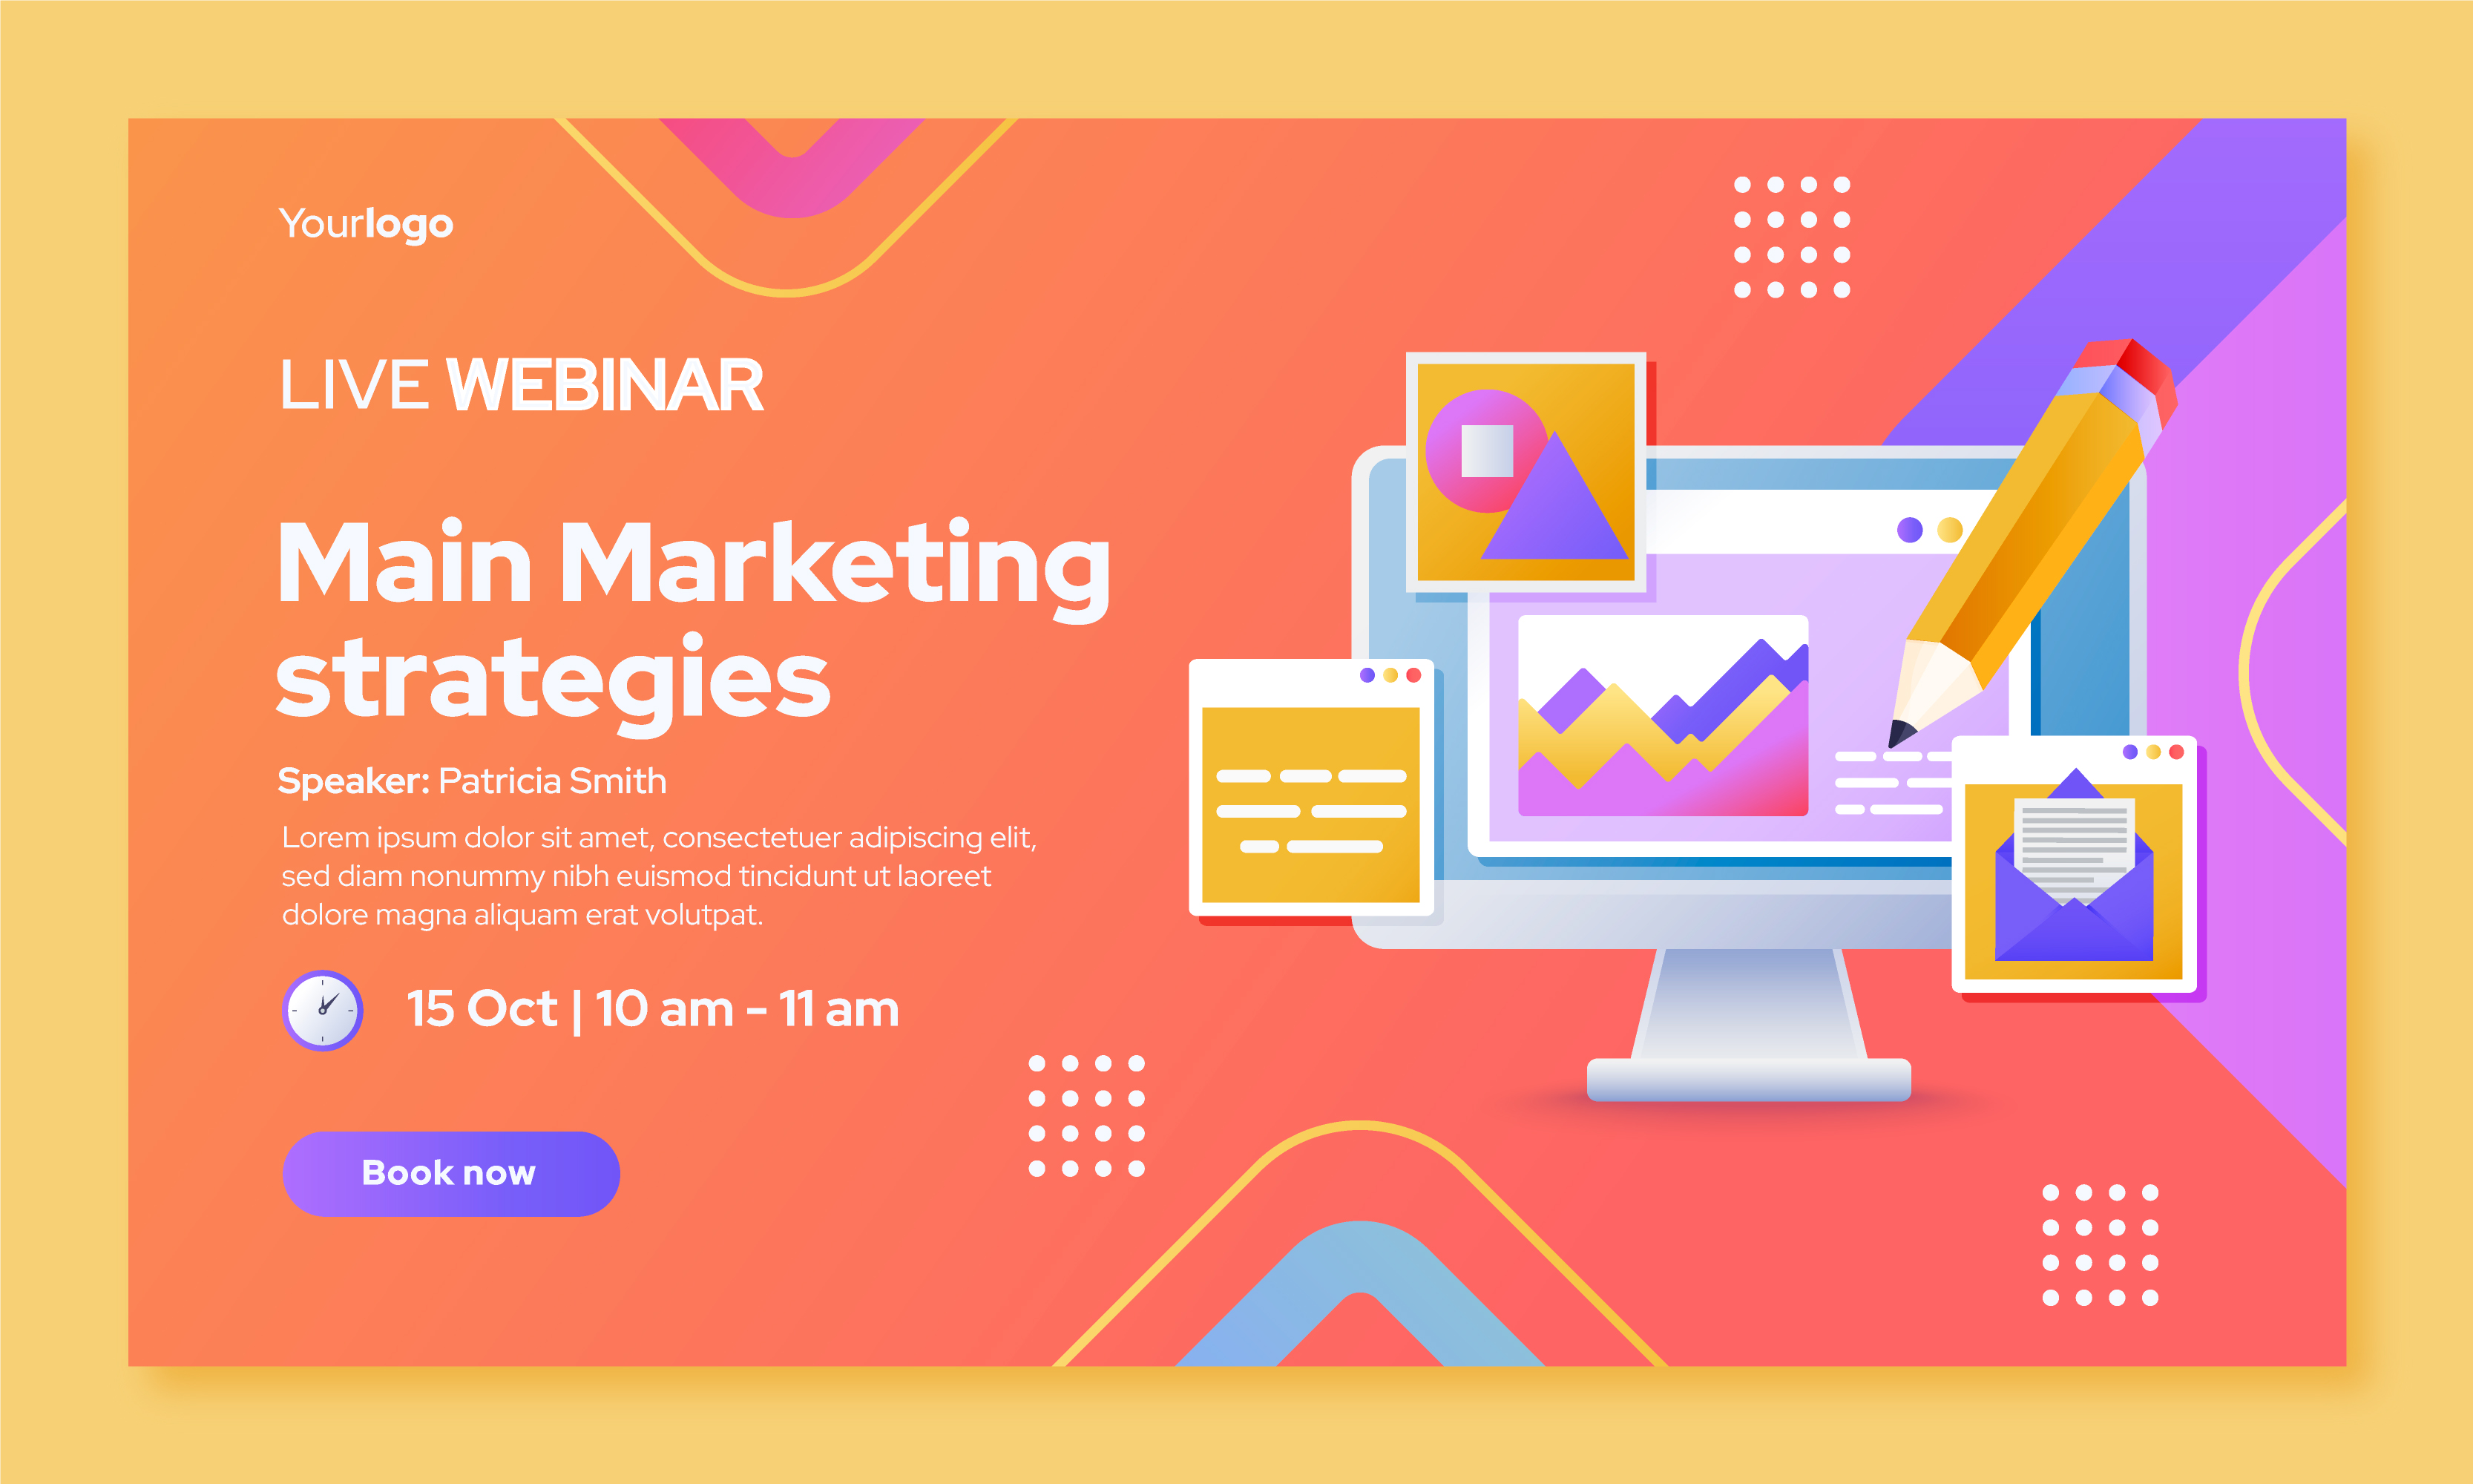 Yourlogo
LIVE WEBINAR
Main Marketing
strategies
Speaker: Patricia Smith
Lorem ipsum dolor sit amet, consectetuer adipiscing elit,
sed diam nonummy nibh euismod tincidunt ut laoreet
dolore magna aliquam erat volutpat.
15 Oct | 10 am - 11 am
Book now